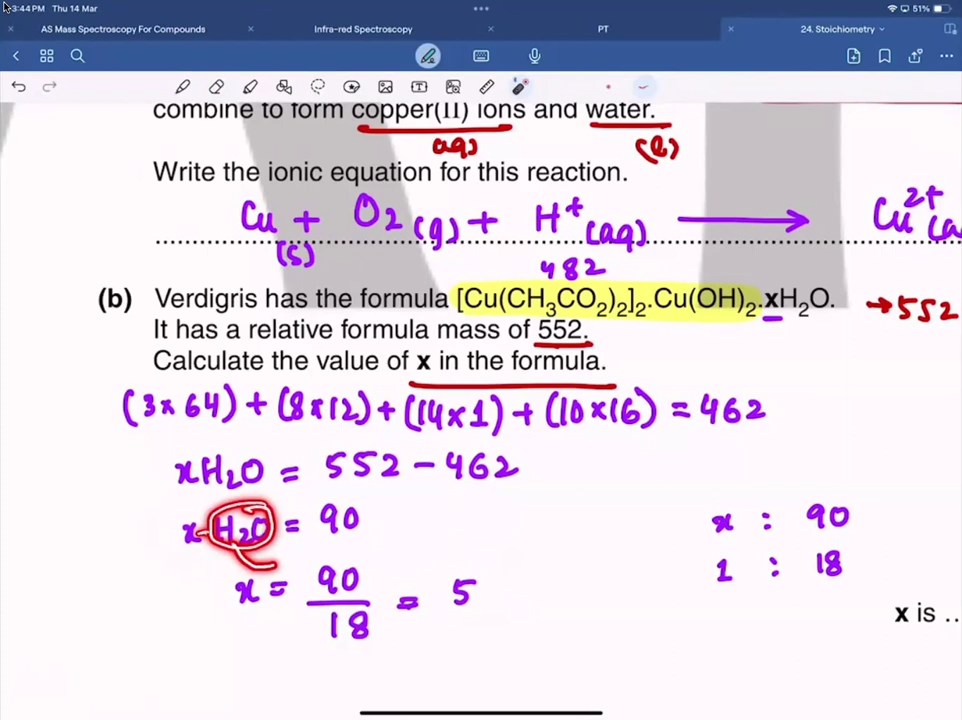 3:44PM Thu 14 Mar
51%
AS Mass Spectroscopy For Compounds
Infra-red Spectroscopy
PT
24. Stoichiometry
combine to form copper(II) ions and water.
(aq) (l)
Write the ionic equation for this reaction.
Cu(s) + O₂(g) + H⁺(aq) ⟶ Cu²⁺(a
482
(b) Verdigris has the formula [Cu(CH₃CO₂)₂]₂.Cu(OH)₂.xH₂O. →552
It has a relative formula mass of 552.
Calculate the value of x in the formula.
(3×64)+(8×12)+(14×1)+(10×16)=462
xH₂O = 552−462
x H₂O = 90
x : 90
x = 90/18 = 5
1 : 18
x is ..